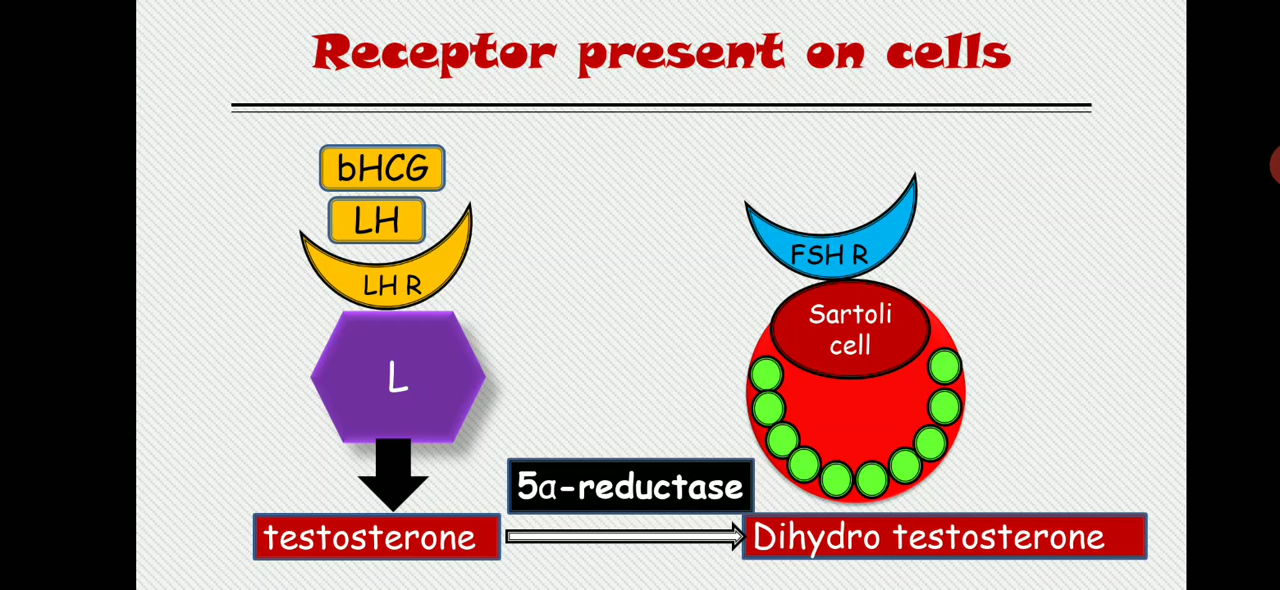 Receptor present on cells
bHCG
LH
LH R
L
testosterone
5α-reductase
FSH R
Sartoli
cell
Dihydro testosterone